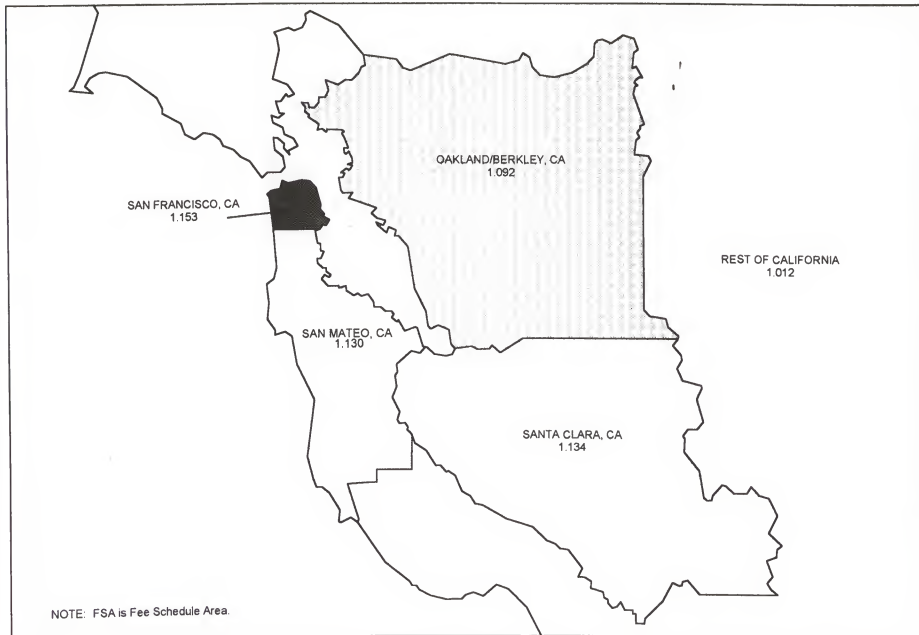 OAKLAND/BERKLEY, CA
1.092
SAN FRANCISCO, CA
1.153
REST OF CALIFORNIA
1.012
SAN MATEO, CA
1.130
SANTA CLARA, CA
1.134
NOTE: FSA is Fee Schedule Area.